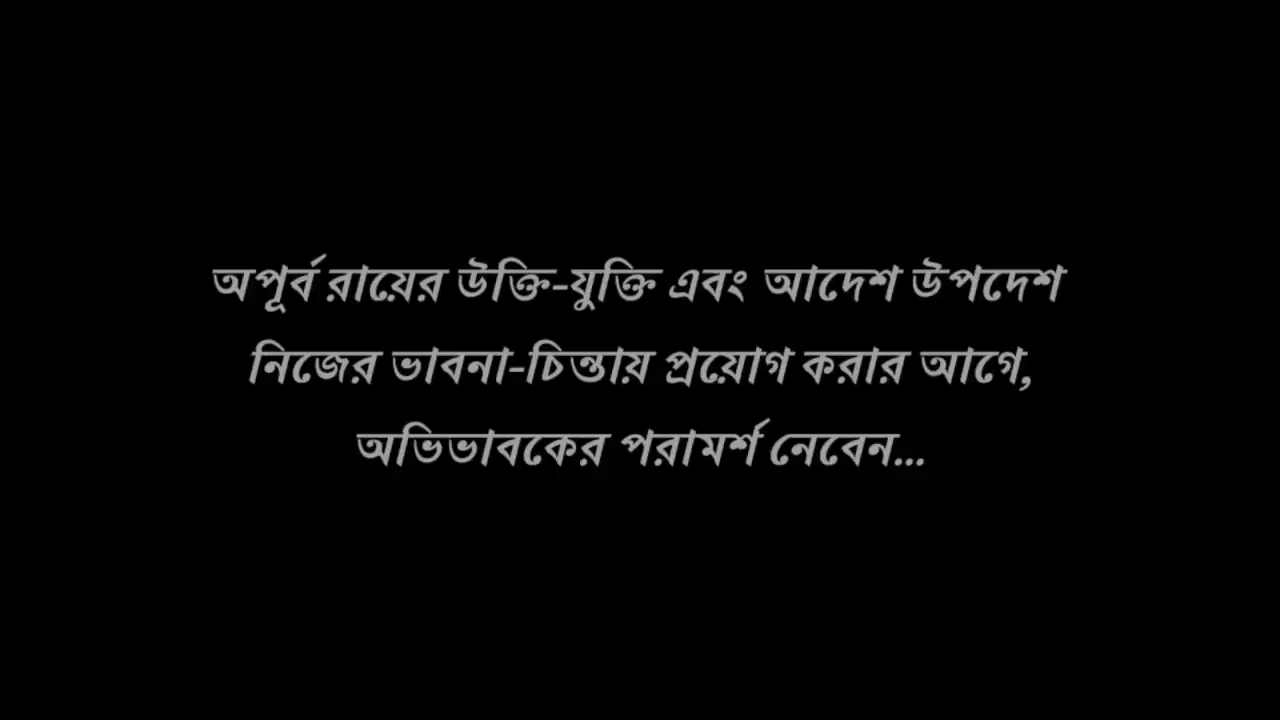 অপূর্ব রায়ের উক্তি-যুক্তি এবং আদেশ উপদেশ
নিজের ভাবনা-চিন্তায় প্রয়োগ করার আগে,
অভিভাবকের পরামর্শ নেবেন...